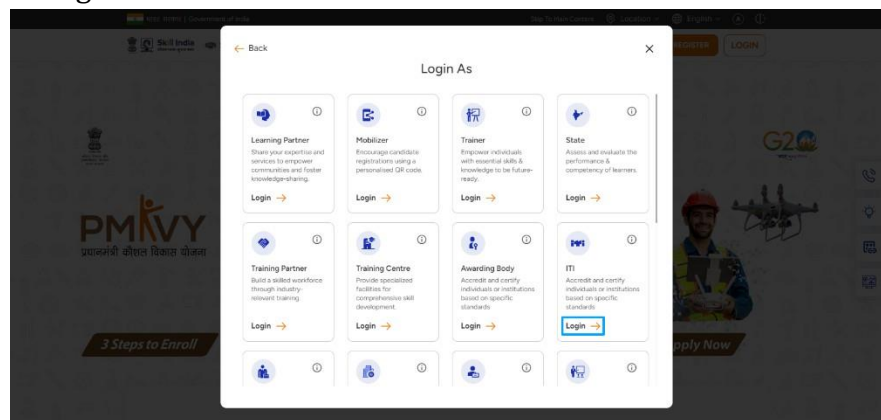 Skip To Main Content
Location
English
Skill India
REGISTER
LOGIN
← Back
Login As
Learning Partner
Share your expertise and
services to empower
communities and foster
knowledge-sharing.
Login →
Mobilizer
Encourage candidate
registrations using a
personalised QR code.
Login →
Trainer
Empower individuals
with essential skills &
knowledge to be future-
ready.
Login →
State
Assess and evaluate the
performance &
competency of learners.
Login →
Training Partner
Build a skilled workforce
through industry-
relevant training
Login →
Training Centre
Provide specialized
facilities for
comprehensive skill
development
Login →
Awarding Body
Accredit and certify
individuals or institutions
based on specific
standards
Login →
ITI
Accredit and certify
individuals or institutions
based on specific
standards
Login →
G20
PMKVY
प्रधानमंत्री कौशल विकास योजना
3 Steps to Enroll
pply Now